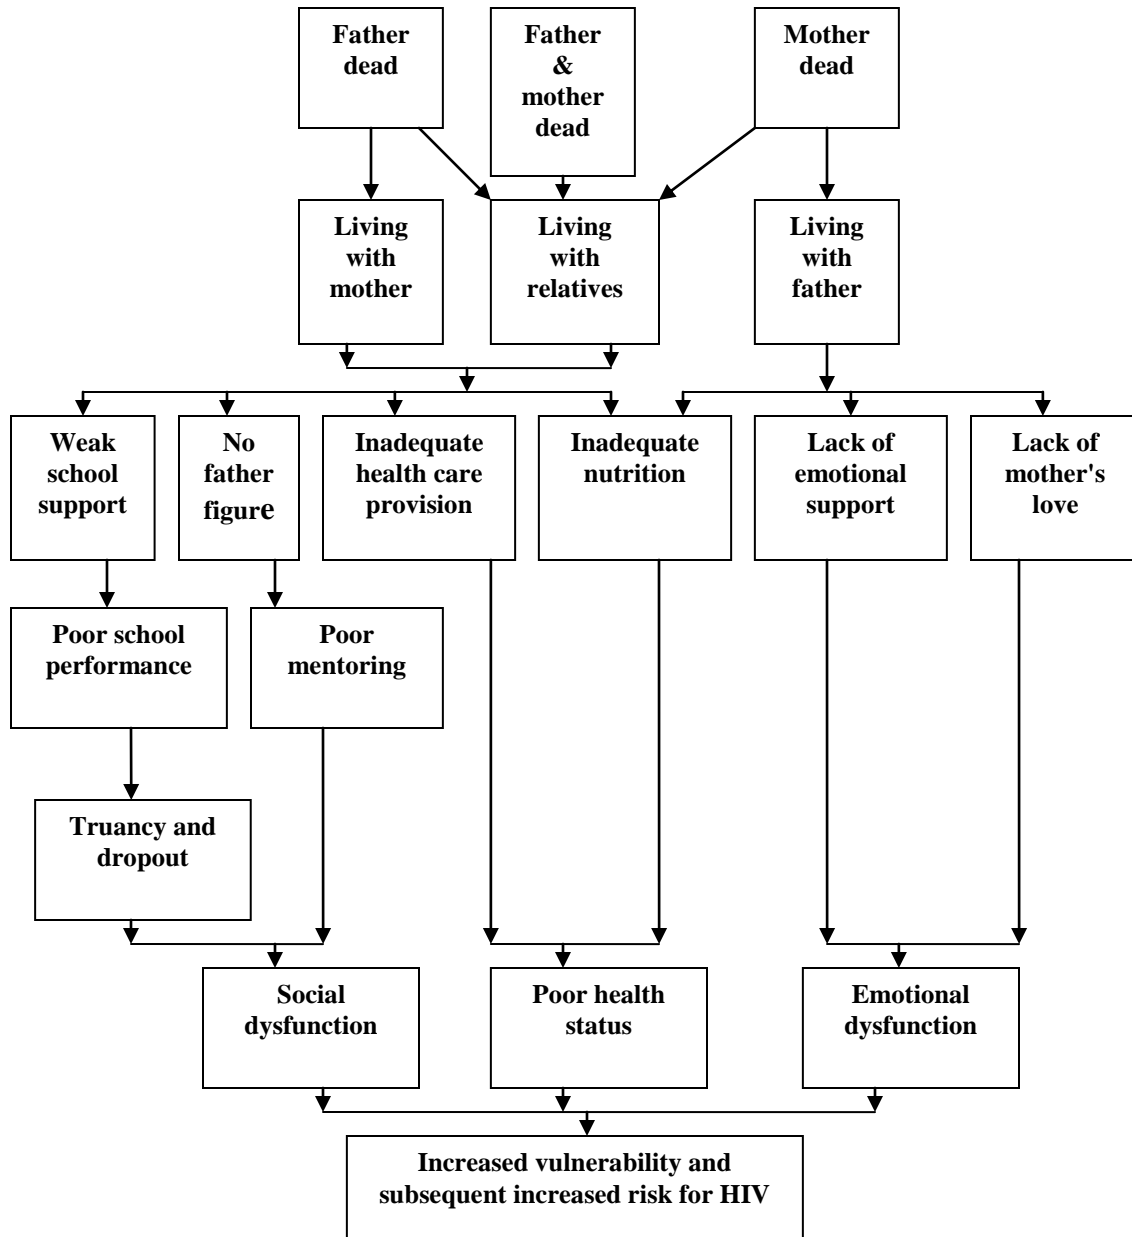 Father
dead
Father
&
mother
dead
Mother
dead
Living
with
mother
Living
with
relatives
Living
with
father
Weak
school
support
No
father
figure
Inadequate
health care
provision
Inadequate
nutrition
Lack of
emotional
support
Lack of
mother's
love
Poor school
performance
Poor
mentoring
Truancy and
dropout
Social
dysfunction
Poor health
status
Emotional
dysfunction
Increased vulnerability and
subsequent increased risk for HIV